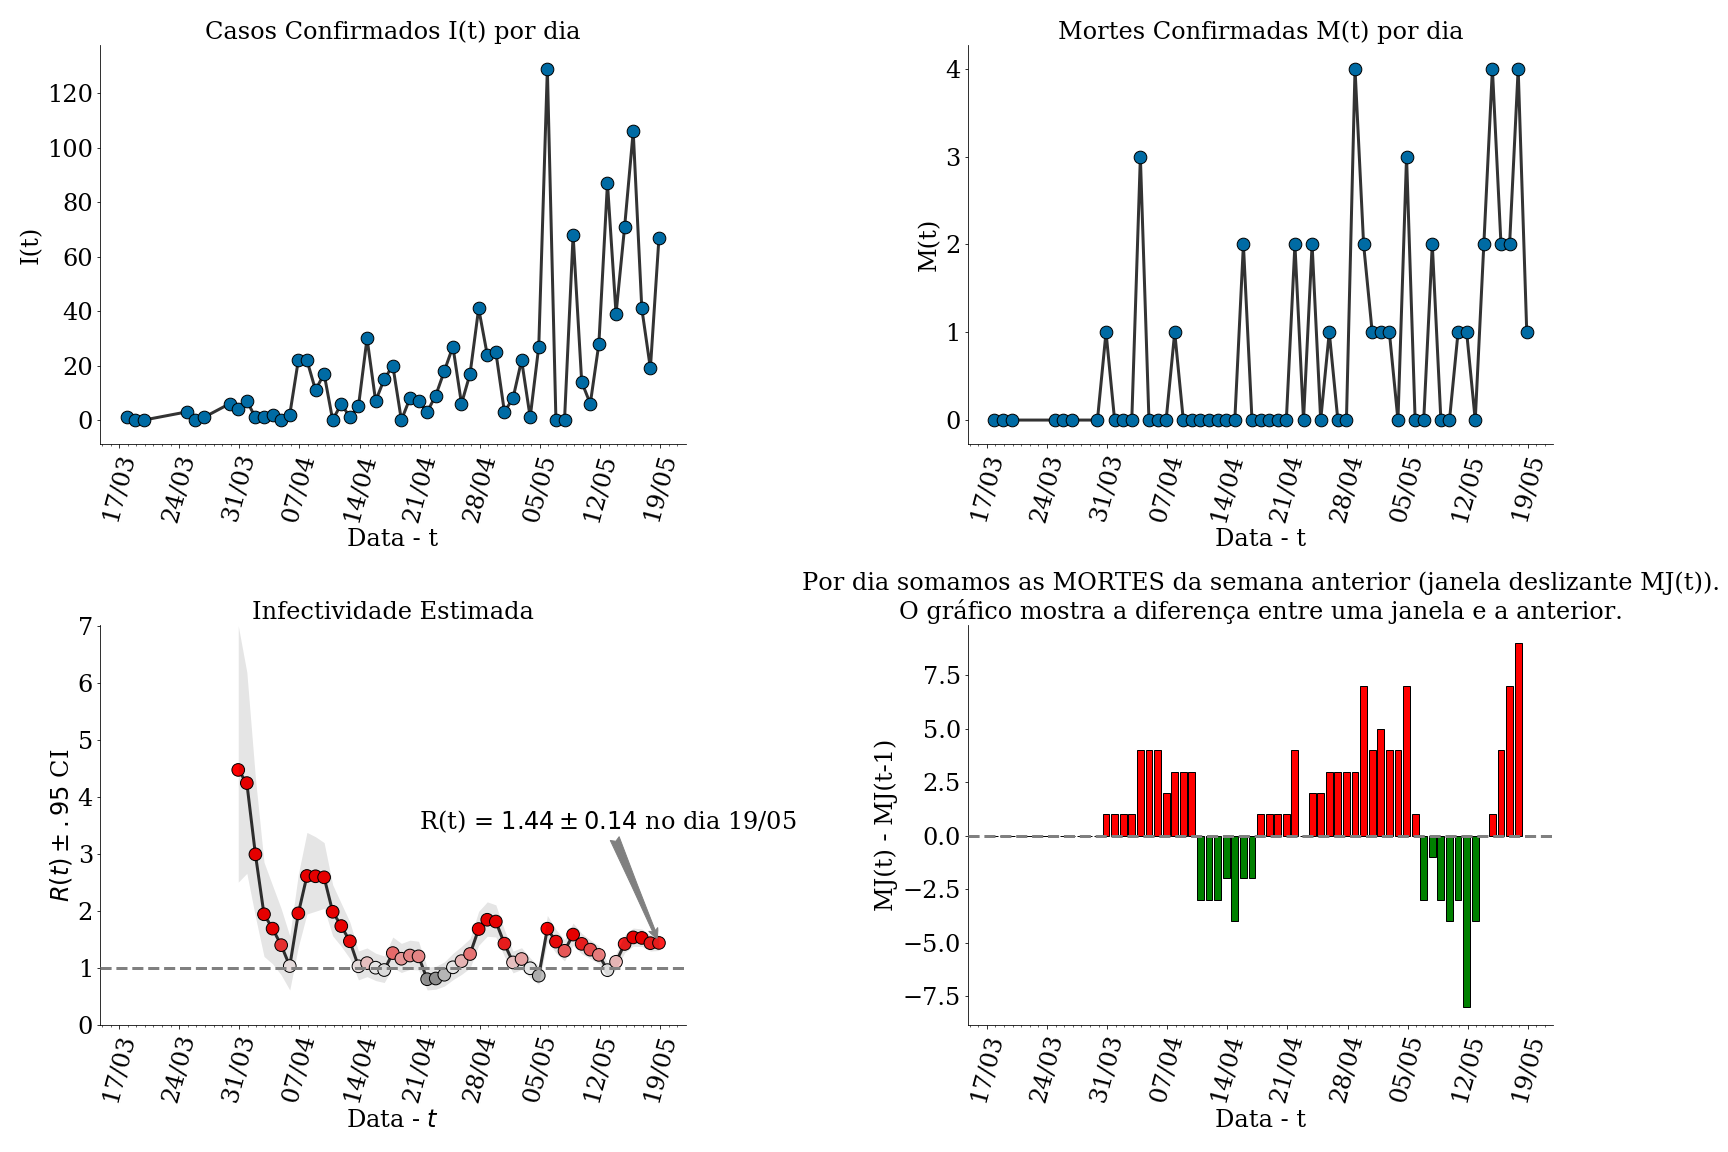 Casos Confirmados I(t) por dia
I(t)
120
100
80
60
40
20
0
17/03 24/03 31/03 07/04 14/04 21/04 28/04 05/05 12/05 19/05
Data - t
Mortes Confirmadas M(t) por dia
M(t)
4
3
2
1
0
17/03 24/03 31/03 07/04 14/04 21/04 28/04 05/05 12/05 19/05
Data - t
Infectividade Estimada
R(t) ± .95 CI
7
6
5
4
3
2
1
0
R(t) = 1.44 ± 0.14 no dia 19/05
17/03 24/03 31/03 07/04 14/04 21/04 28/04 05/05 12/05 19/05
Data - t
Por dia somamos as MORTES da semana anterior (janela deslizante MJ(t)).
O gráfico mostra a diferença entre uma janela e a anterior.
MJ(t) - MJ(t-1)
7.5
5.0
2.5
0.0
−2.5
−5.0
−7.5
17/03 24/03 31/03 07/04 14/04 21/04 28/04 05/05 12/05 19/05
Data - t